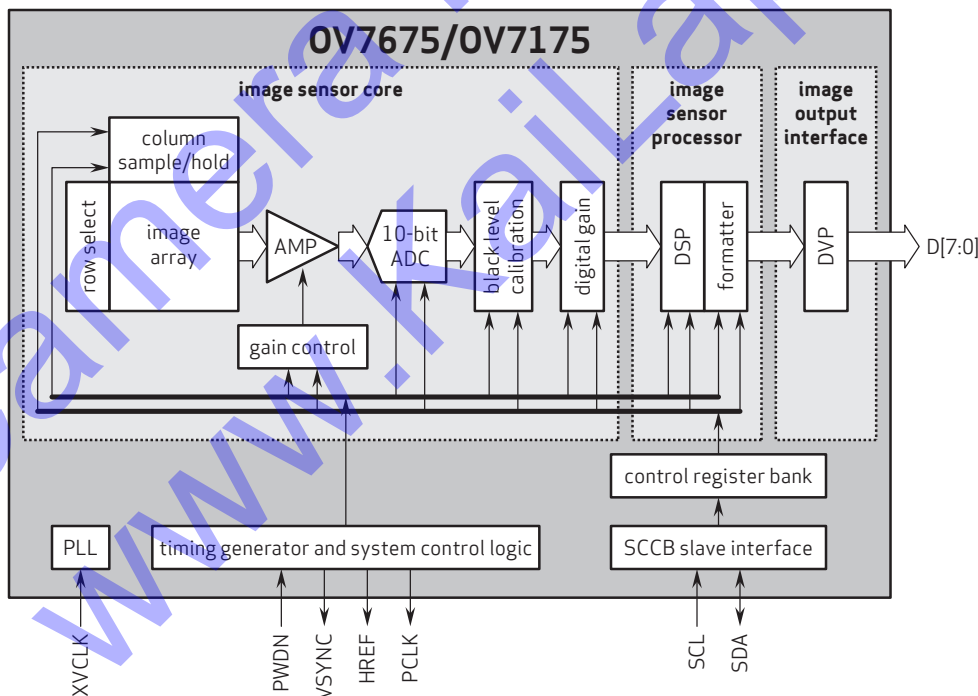 OV7675/OV7175
image sensor core
image
sensor
processor
image
output
interface
column
sample/hold
row select
image
array
AMP
10-bit
ADC
black level
calibration
digital gain
DSP
formatter
DVP
D[7:0]
gain control
control register bank
PLL
timing generator and system control logic
SCCB slave interface
XVCLK
PWDN
VSYNC
HREF
PCLK
SCL
SDA
camera
www.KaiLap